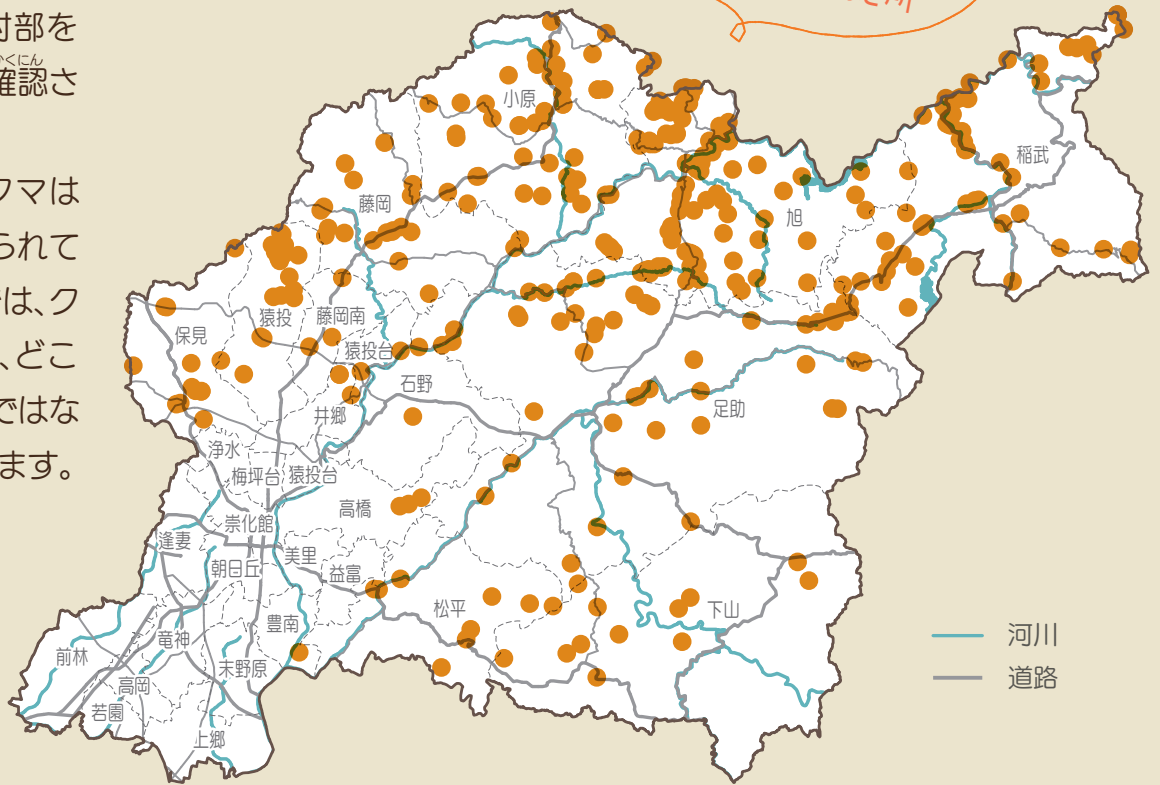 村部を
かくにん
確認さ
クマは
られて
は、ク
、どこ
ではな
ます。
小原
稲武
藤岡
旭
保見
猿投
藤岡南
猿投台
石野
足助
井郷
浄水
梅坪台
猿投台
高橋
崇化館
逢妻
美里
朝日丘
益富
松平
下山
豊南
竜神
前林
末野原
高岡
若園
上郷
河川
道路